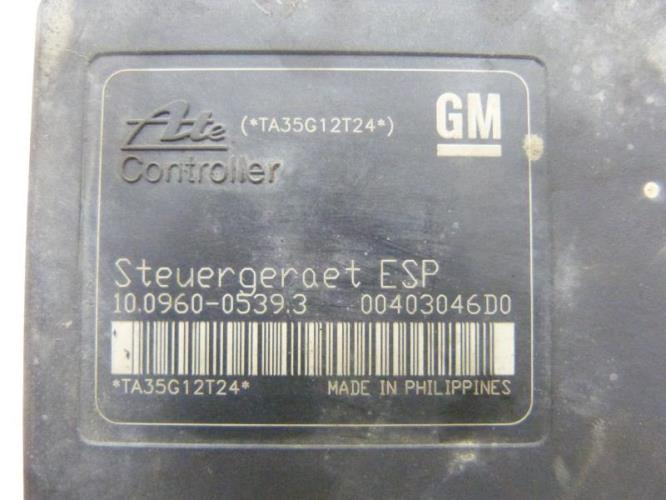 Ate (*TA35G12T24*) GM
Controller
Steuergeraet ESP
10.0960-0539.3 00403046D0
*TA35G12T24* MADE IN PHILIPPINES